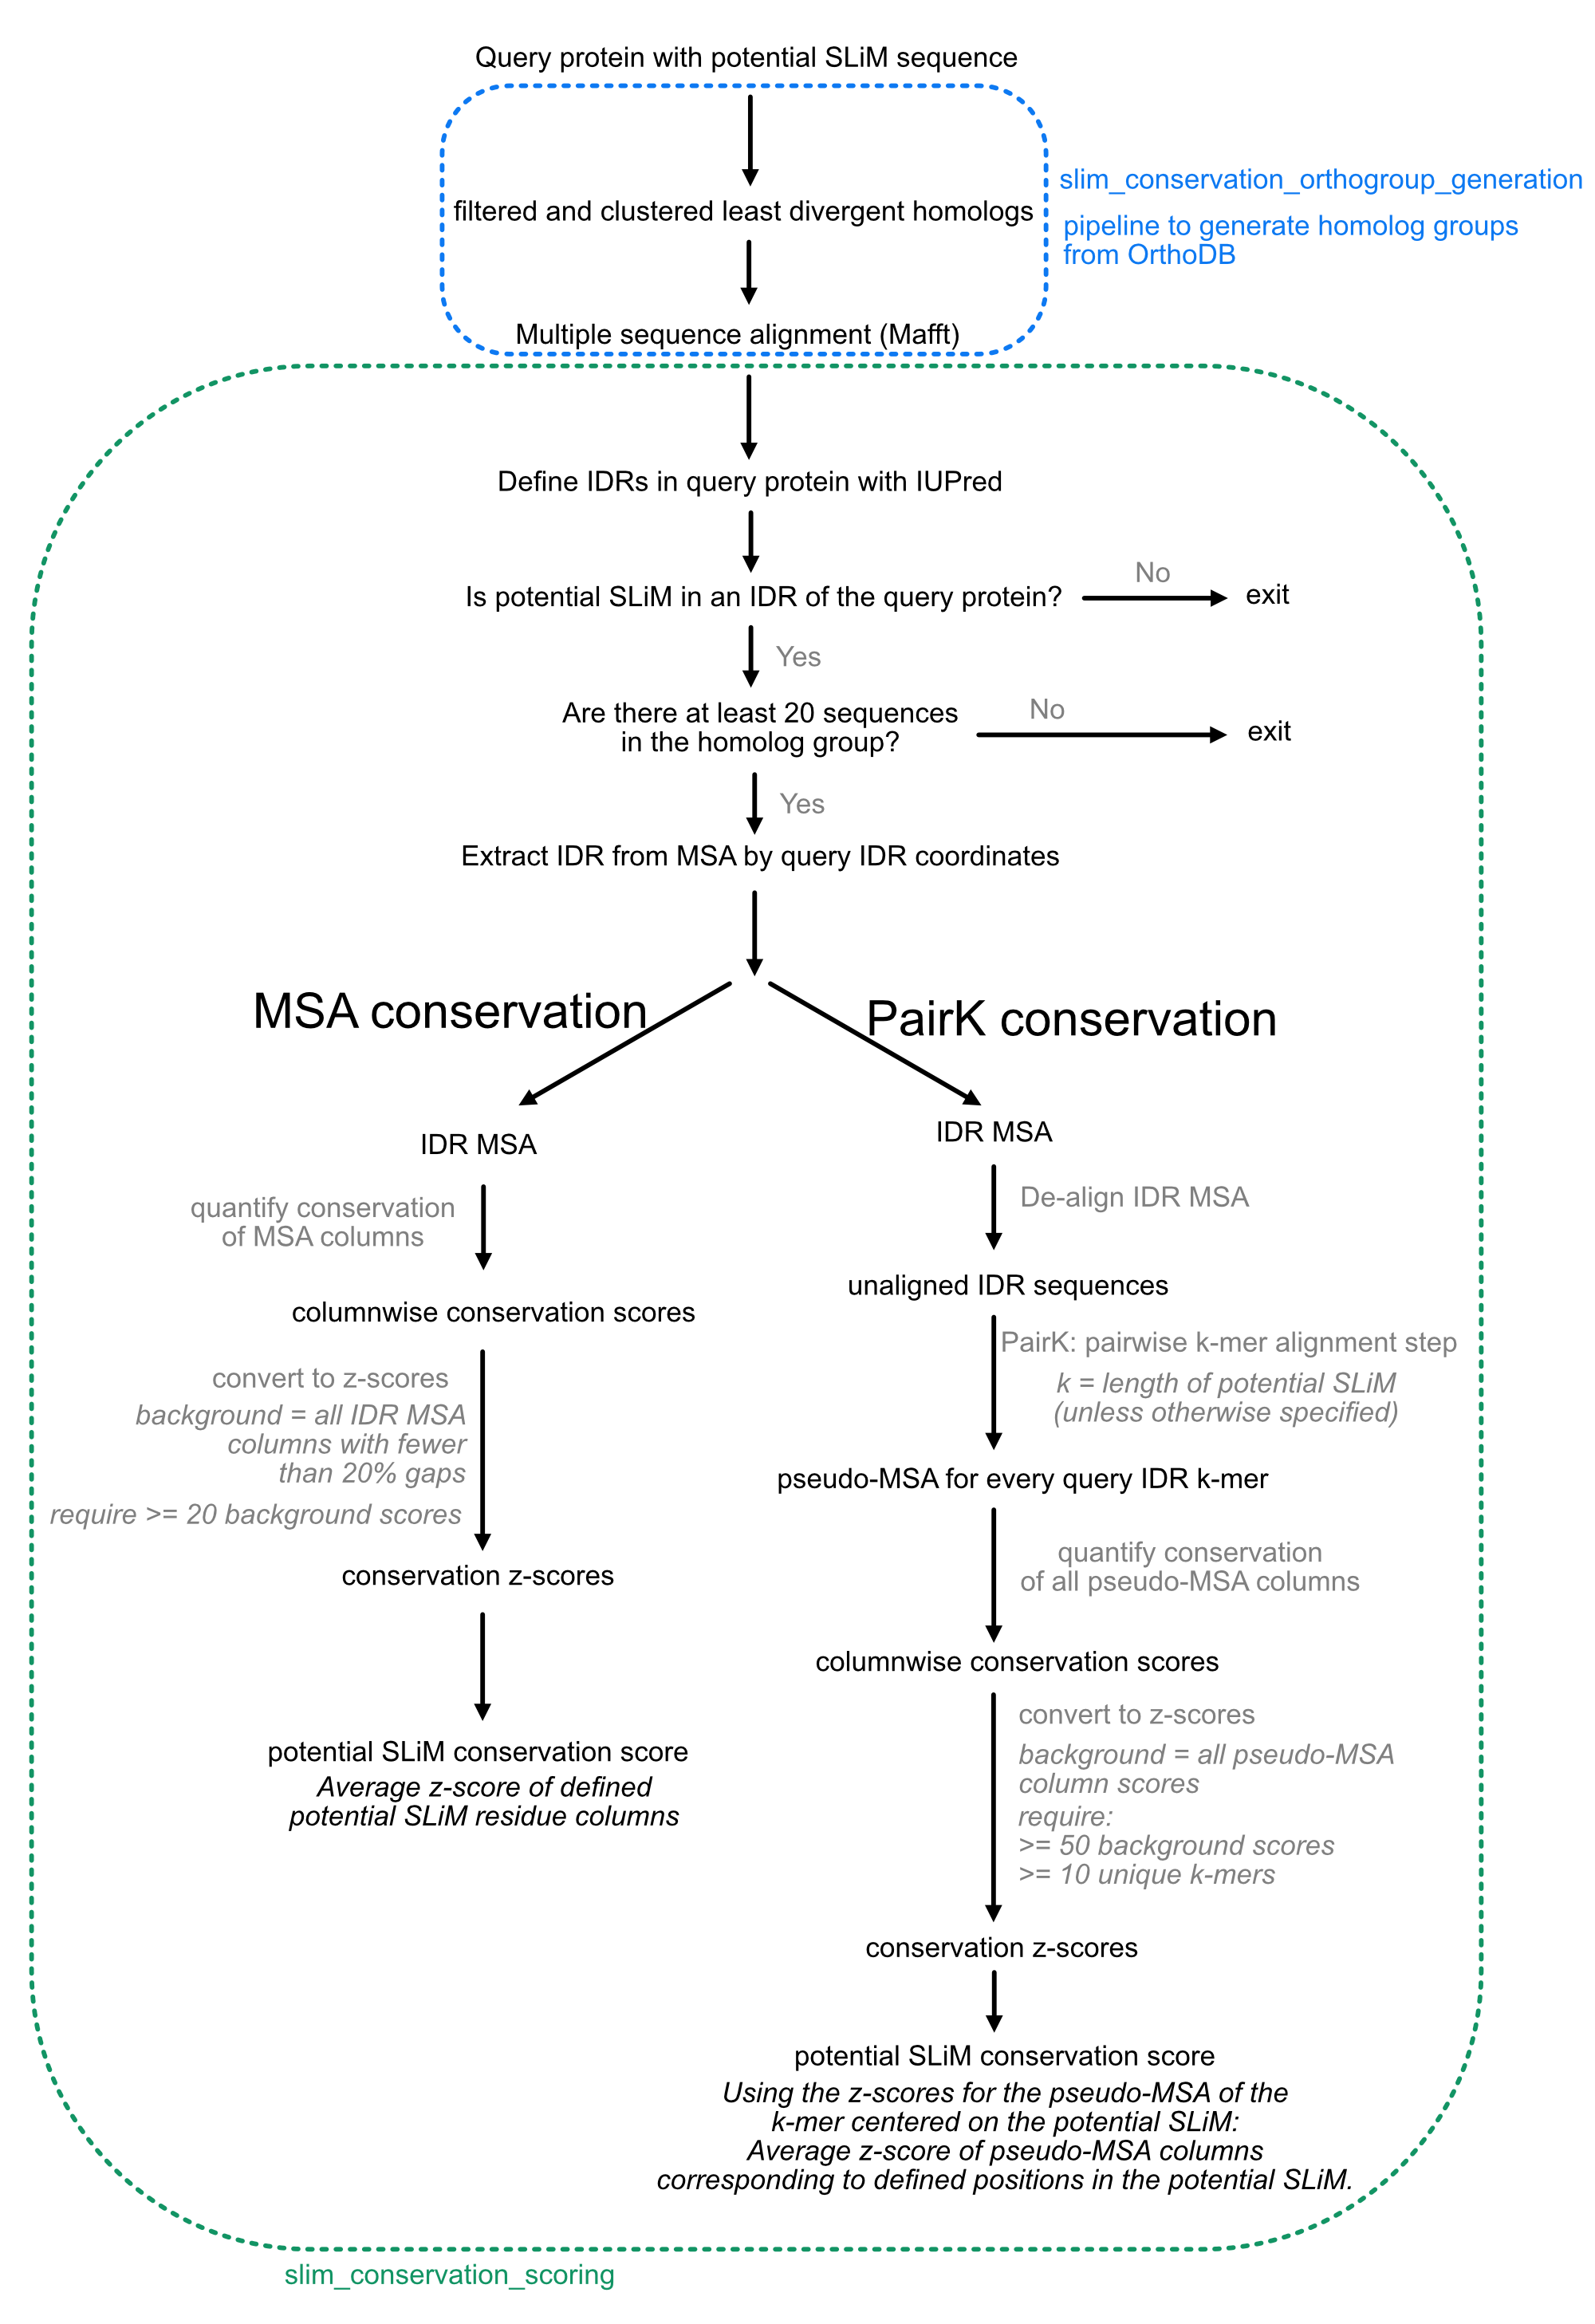 Query protein with potential SLiM sequence
filtered and clustered least divergent homologs
Multiple sequence alignment (Mafft)
slim_conservation_orthogroup_generation
pipeline to generate homolog groups
from OrthoDB
Define IDRs in query protein with IUPred
Is potential SLiM in an IDR of the query protein?
No
exit
Yes
Are there at least 20 sequences
in the homolog group?
No
exit
Yes
Extract IDR from MSA by query IDR coordinates
MSA conservation
IDR MSA
quantify conservation
of MSA columns
columnwise conservation scores
convert to z-scores
background = all IDR MSA
columns with fewer
than 20% gaps
require >= 20 background scores
conservation z-scores
potential SLiM conservation score
Average z-score of defined
potential SLiM residue columns
PairK conservation
IDR MSA
De-align IDR MSA
unaligned IDR sequences
PairK: pairwise k-mer alignment step
k = length of potential SLiM
(unless otherwise specified)
pseudo-MSA for every query IDR k-mer
quantify conservation
of all pseudo-MSA columns
columnwise conservation scores
convert to z-scores
background = all pseudo-MSA
column scores
require:
>= 50 background scores
>= 10 unique k-mers
conservation z-scores
potential SLiM conservation score
Using the z-scores for the pseudo-MSA of the
k-mer centered on the potential SLiM:
Average z-score of pseudo-MSA columns
corresponding to defined positions in the potential SLiM.
slim_conservation_scoring